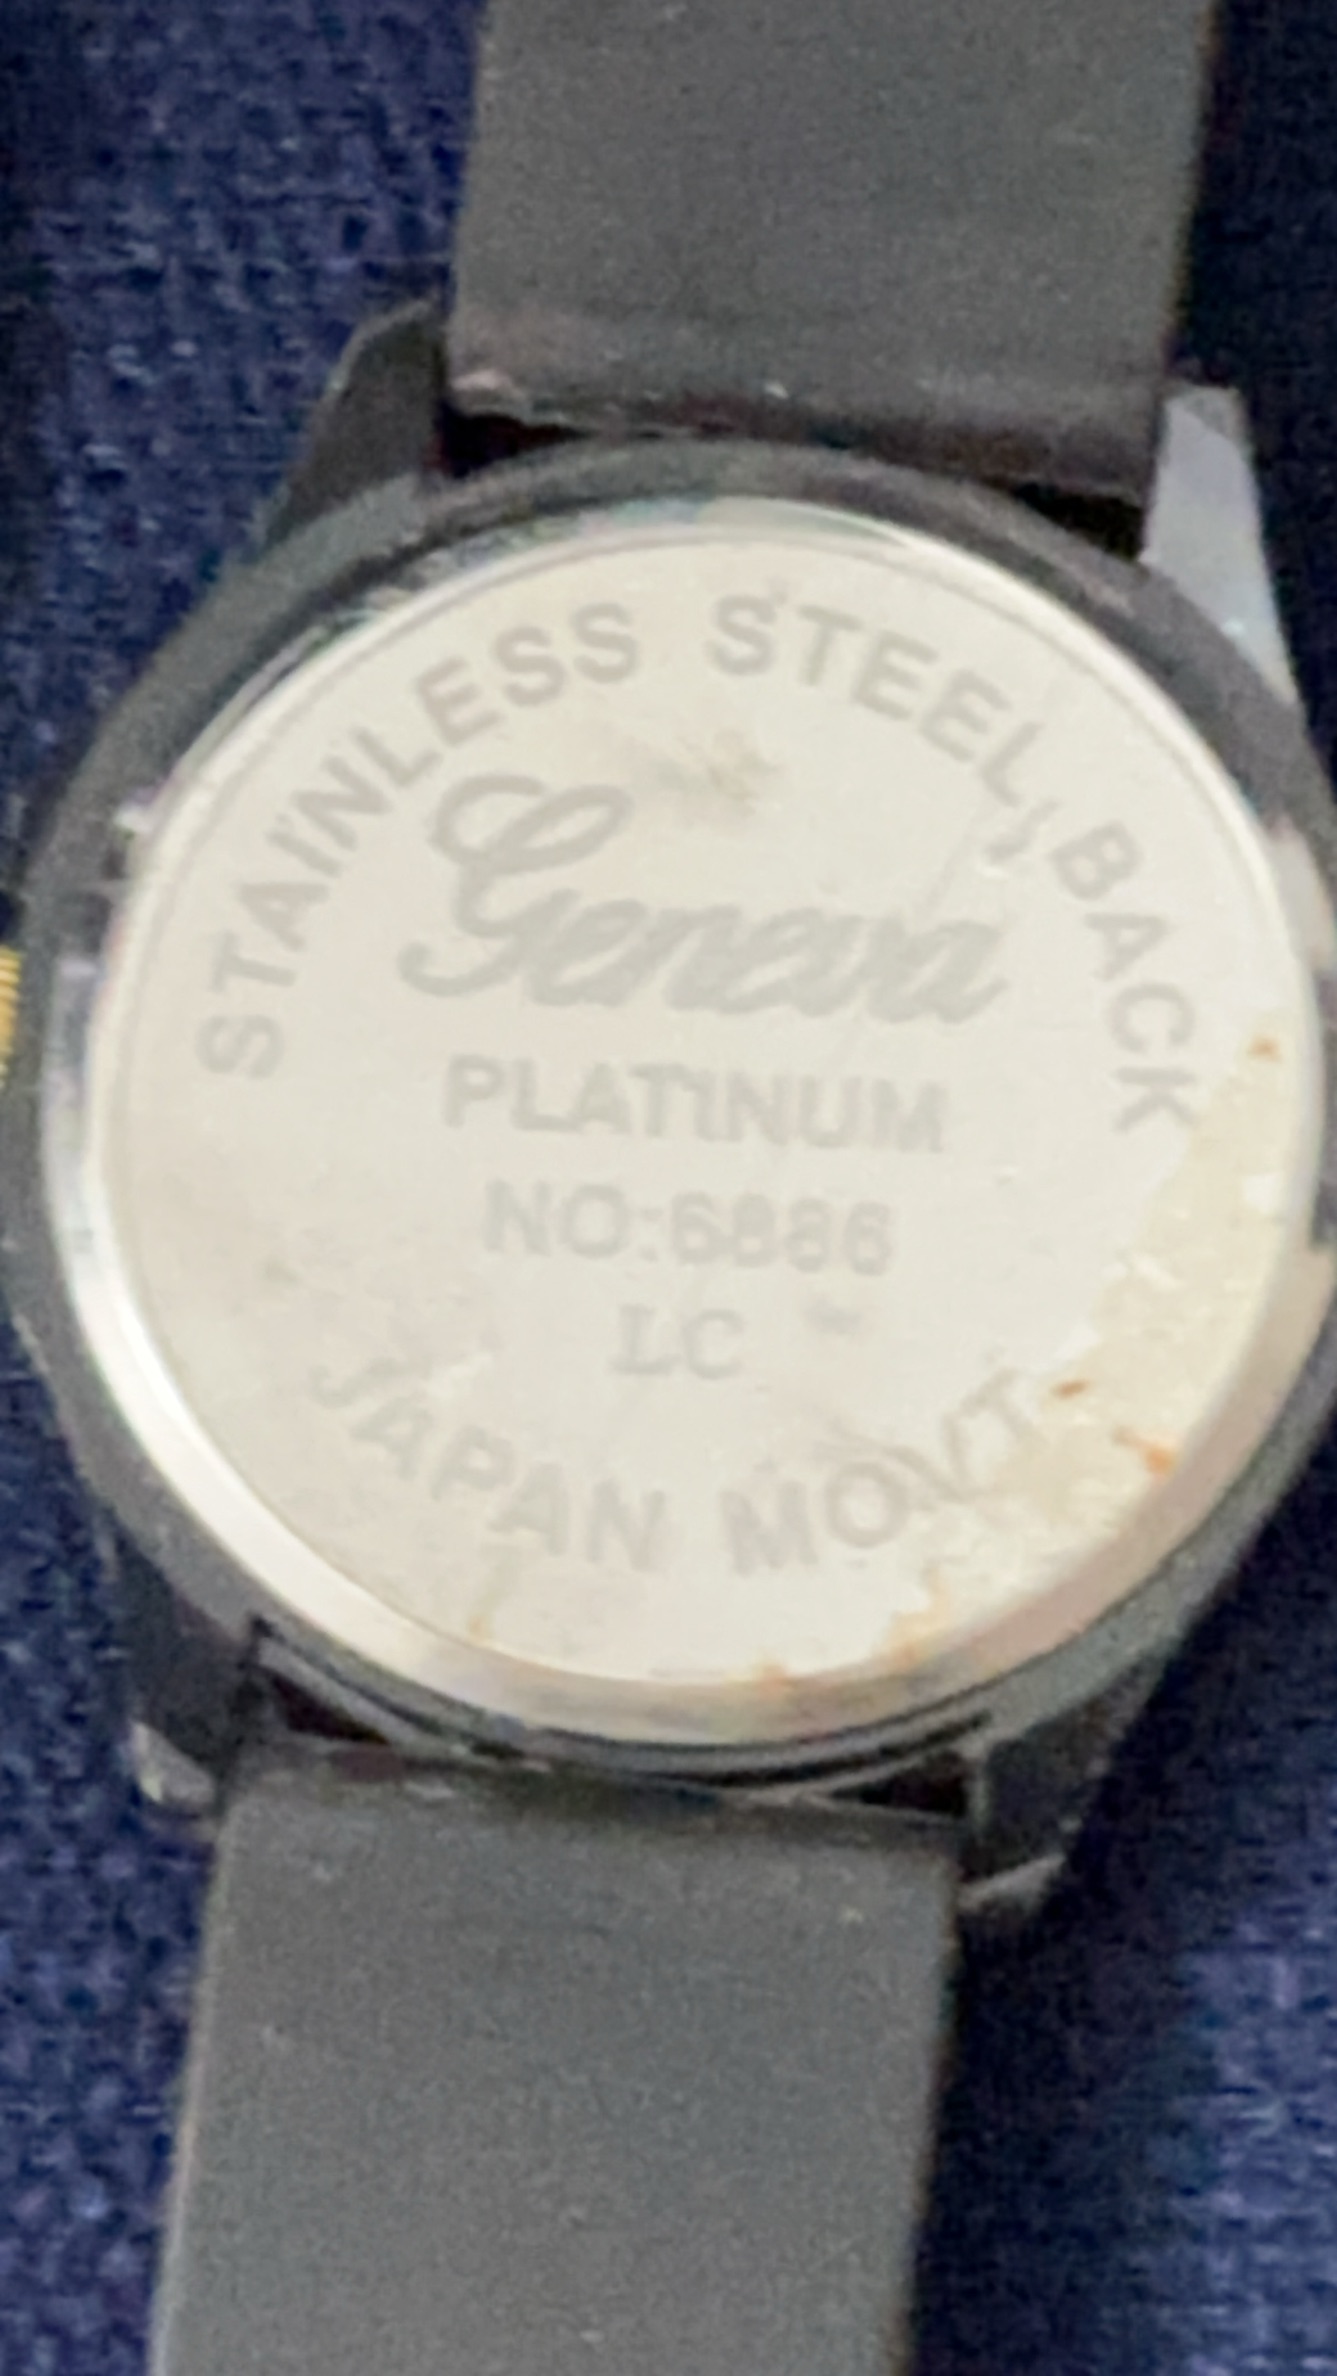 STAINLESS STEEL BACK
Geneva
PLATINUM
NO:6886
LC
JAPAN MOVT